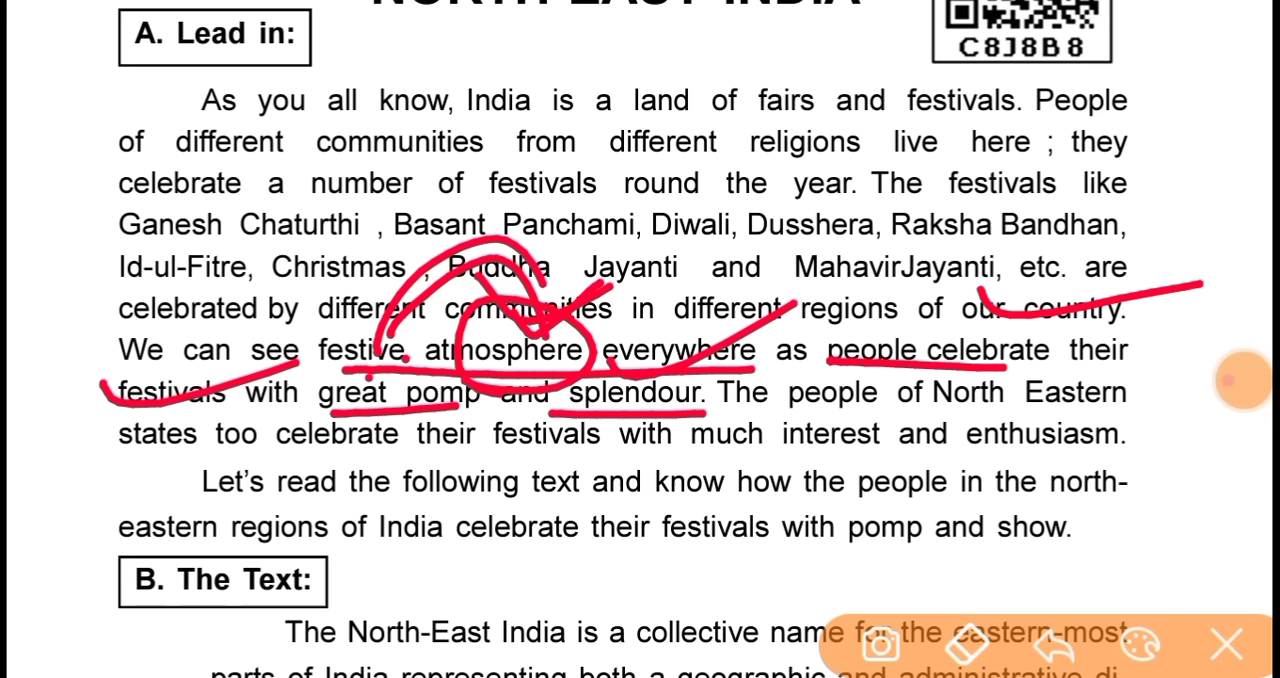 NORTH EAST INDIA
A. Lead in:
C8J8B8
As you all know, India is a land of fairs and festivals. People
of different communities from different religions live here ; they
celebrate a number of festivals round the year. The festivals like
Ganesh Chaturthi , Basant Panchami, Diwali, Dusshera, Raksha Bandhan,
Id-ul-Fitre, Christmas , Buddha Jayanti and MahavirJayanti, etc. are
celebrated by different communities in different regions of our country.
We can see festive atmosphere everywhere as people celebrate their
festivals with great pomp and splendour. The people of North Eastern
states too celebrate their festivals with much interest and enthusiasm.
Let's read the following text and know how the people in the north-
eastern regions of India celebrate their festivals with pomp and show.
B. The Text:
The North-East India is a collective name for the eastern-most
parts of India representing both a geographic and administrative di-